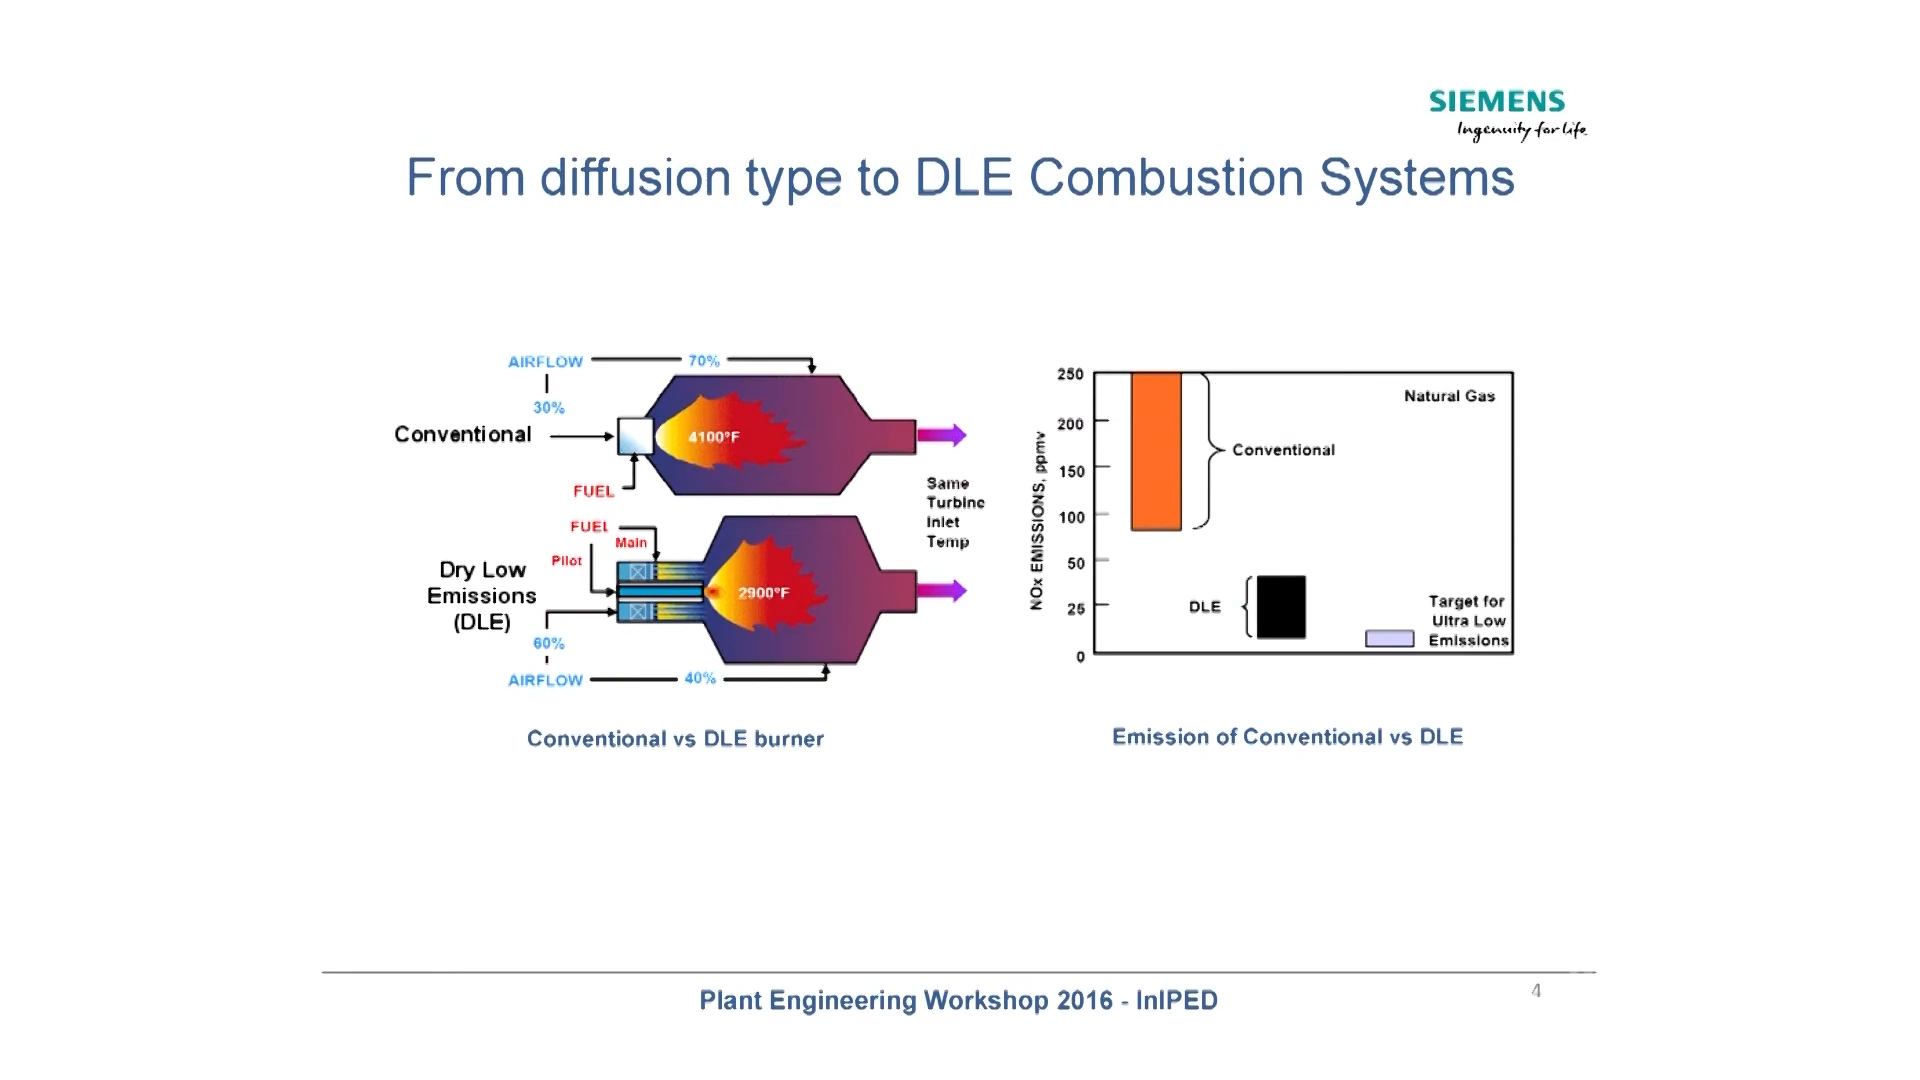 SIEMENS
Ingenuity for life
From diffusion type to DLE Combustion Systems
AIRFLOW
70%
30%
Conventional
4100°F
FUEL
Same
Turbine
Inlet
Temp
FUEL
Main
Pilot
Dry Low
Emissions
(DLE)
2900°F
60%
AIRFLOW
40%
Conventional vs DLE burner
NOx EMISSIONS, ppmv
250
200
150
100
50
25
0
Natural Gas
Conventional
DLE
Target for
Ultra Low
Emissions
Emission of Conventional vs DLE
Plant Engineering Workshop 2016 - InIPED
4